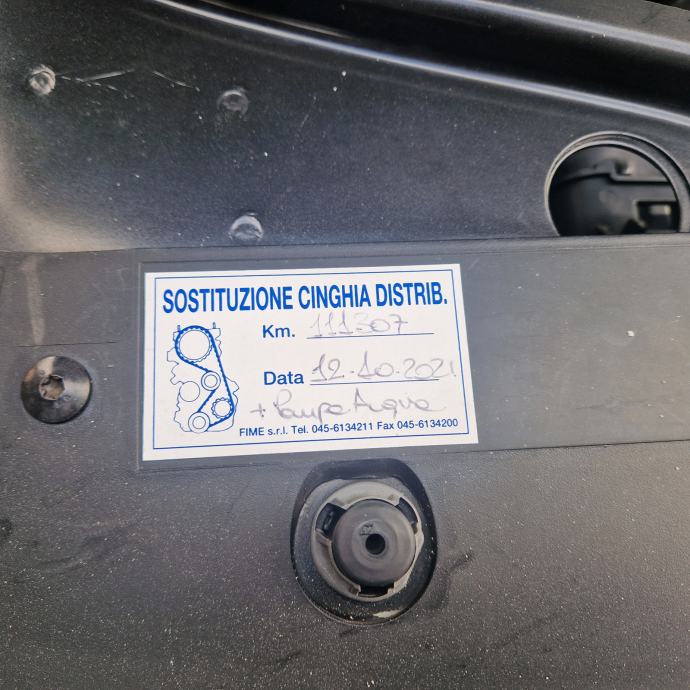 SOSTITUZIONE CINGHIA DISTRIB.
Km. 111307
Data 12.10.2021
+ Pompa Acqua
FIME s.r.l. Tel. 045-6134211 Fax 045-6134200